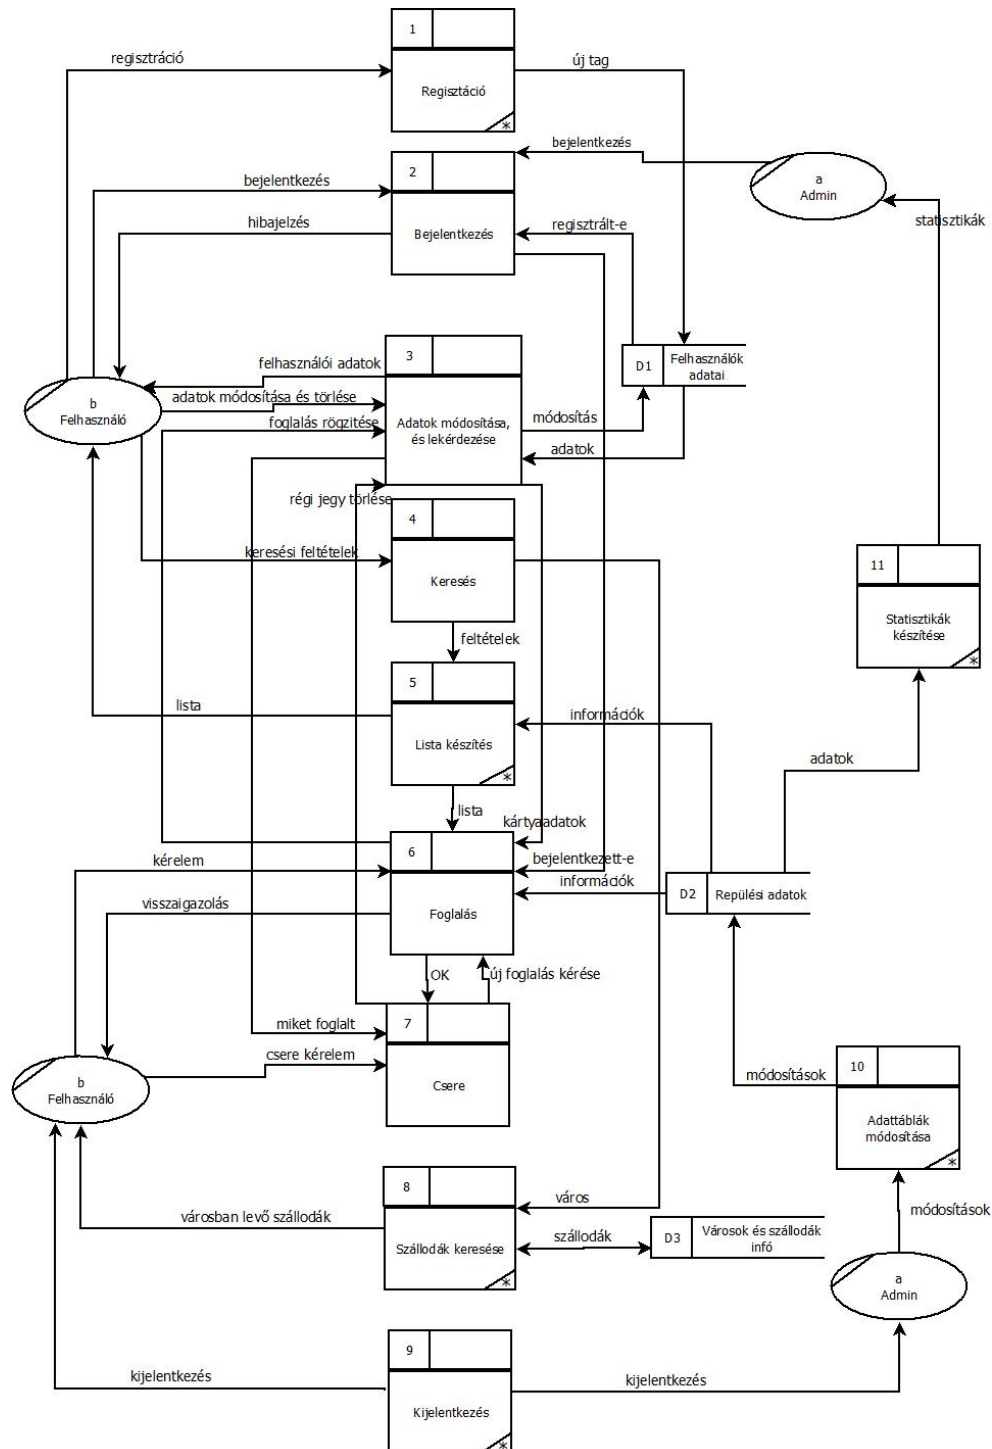 1
regisztráció
új tag
Regisztáció
*
bejelentkezés
a
Admin
2
bejelentkezés
statisztikák
hibajelzés
Bejelentkezés
regisztrált-e
3
felhasználói adatok
D1
Felhasználók
adatai
b
Felhasználó
adatok módosítása és törlése
foglalás rögzitése
Adatok módosítása,
és lekérdezése
módosítás
adatok
régi jegy törlése
4
keresési feltételek
Keresés
11
Statisztikák
készítése
*
feltételek
5
lista
információk
Lista készítés
*
adatok
lista
kártyaadatok
6
kérelem
bejelentkezett-e
információk
D2
Repülési adatok
visszaigazolás
Foglalás
OK
új foglalás kérése
7
miket foglalt
csere kérelem
Csere
b
Felhasználó
módosítások
10
Adattáblák
módosítása
*
8
város
városban levő szállodák
Szállodák keresése
*
szállodák
D3
Városok és szállodák
infó
módosítások
a
Admin
9
kijelentkezés
kijelentkezés
Kijelentkezés
*